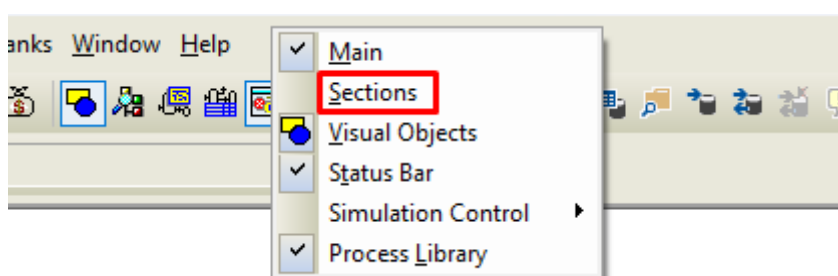 anks Window Help
Main
Sections
Visual Objects
Status Bar
Simulation Control
Process Library